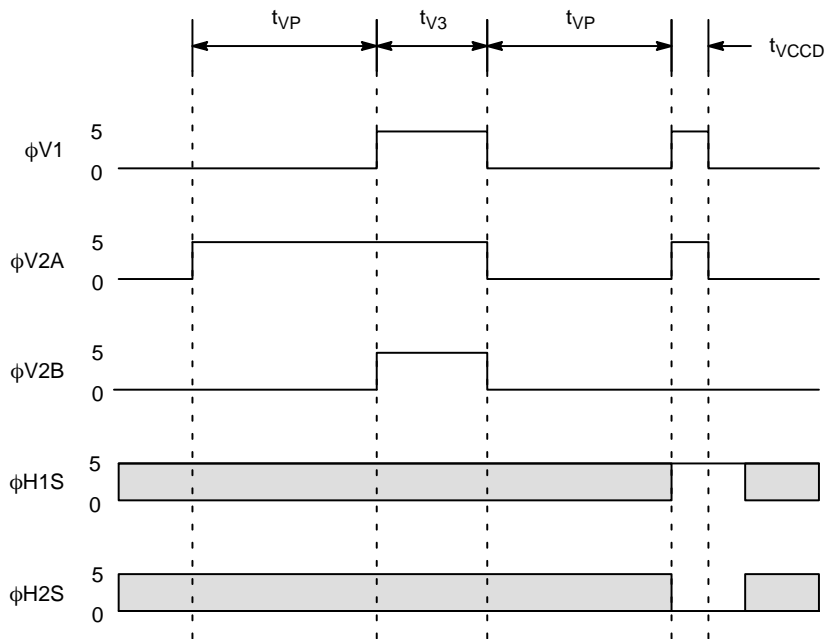 tVP tV3 tVP tVCCD
ϕV1 5 0
ϕV2A 5 0
ϕV2B 5 0
ϕH1S 5 0
ϕH2S 5 0